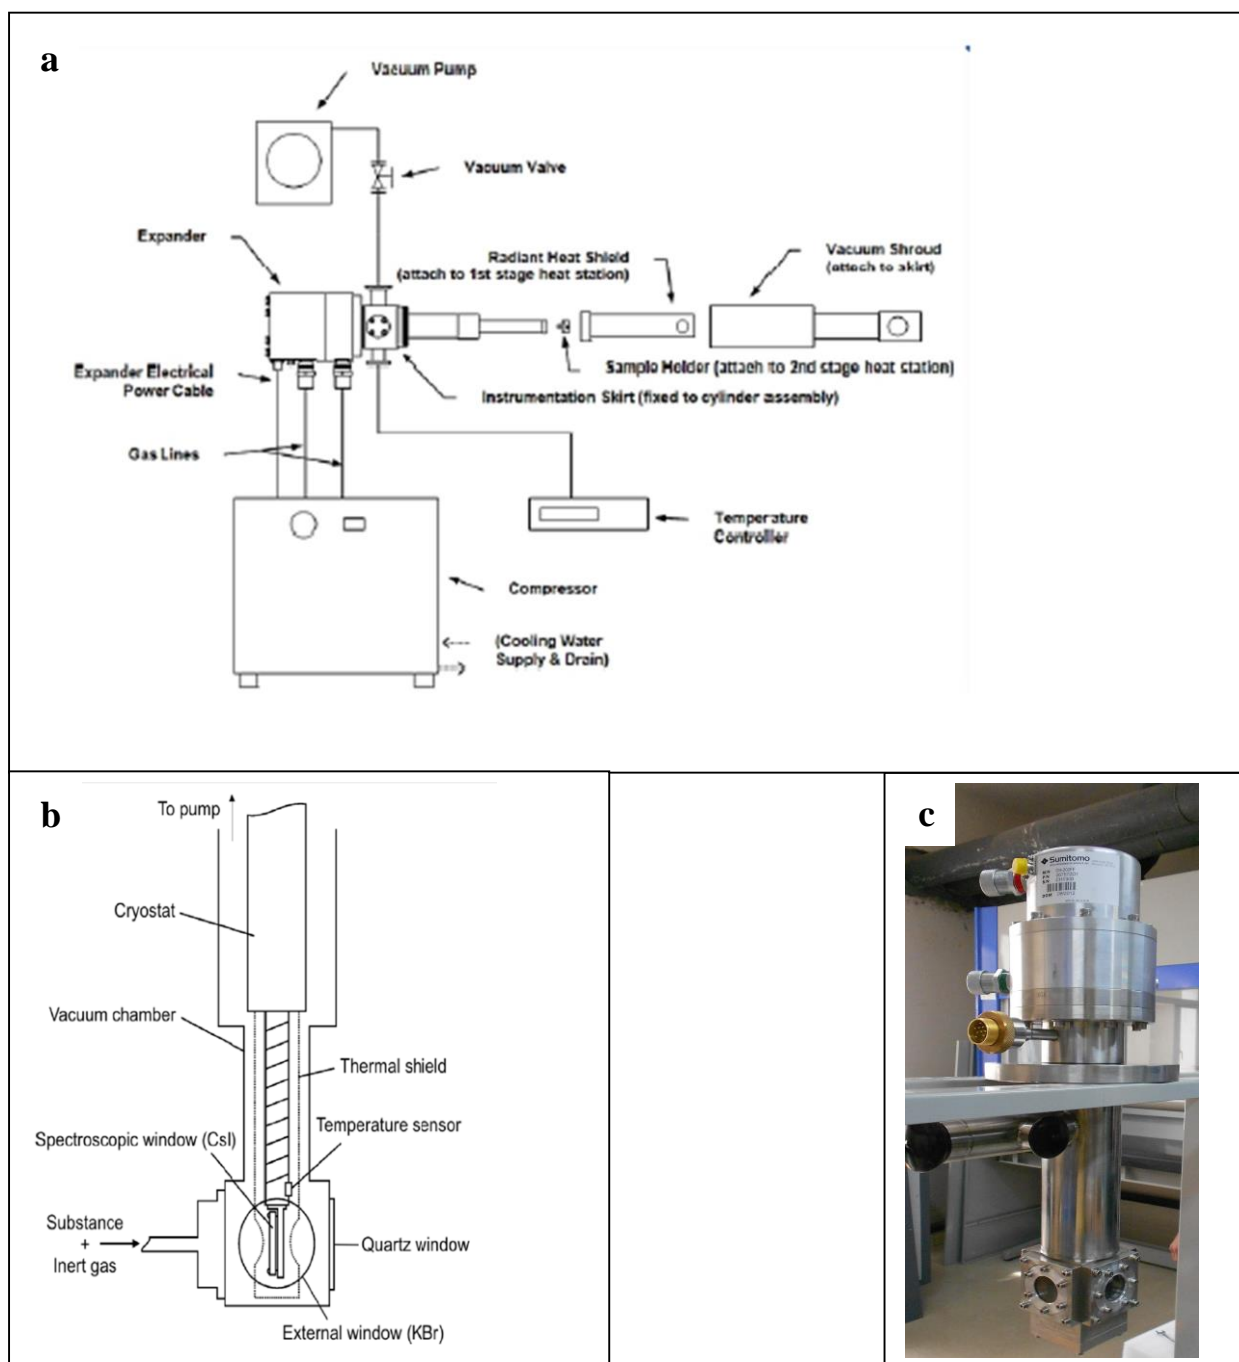 a
Vacuum Pump
Vacuum Valve
Expander
Radiant Heat Shield
(attach to 1st stage heat station)
Vacuum Shroud
(attach to skirt)
Expander Electrical
Power Cable
Sample Holder (attach to 2nd stage heat station)
Instrumentation Skirt (fixed to cylinder assembly)
Gas Lines
Temperature
Controller
Compressor
(Cooling Water
Supply & Drain)
b
To pump
Cryostat
Vacuum chamber
Thermal shield
Temperature sensor
Spectroscopic window (CsI)
Substance
+
Inert gas
Quartz window
External window (KBr)
c
Sumitomo